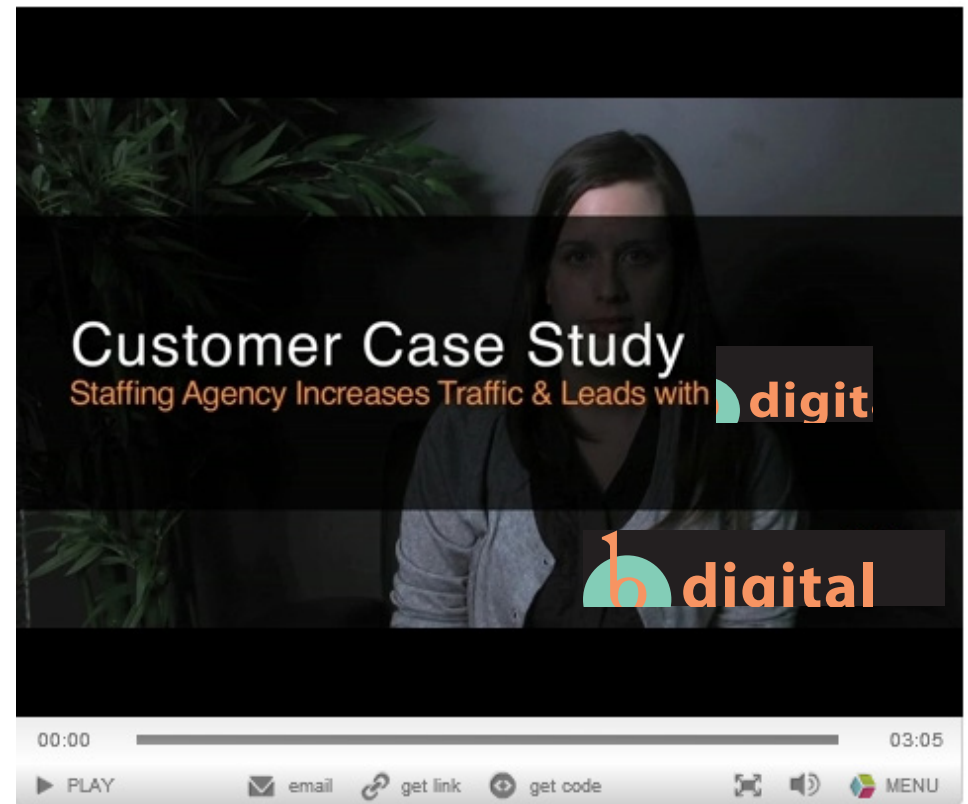 Customer Case Study
Staffing Agency Increases Traffic & Leads with
digit
b digital
00:00 03:05
PLAY email get link get code MENU